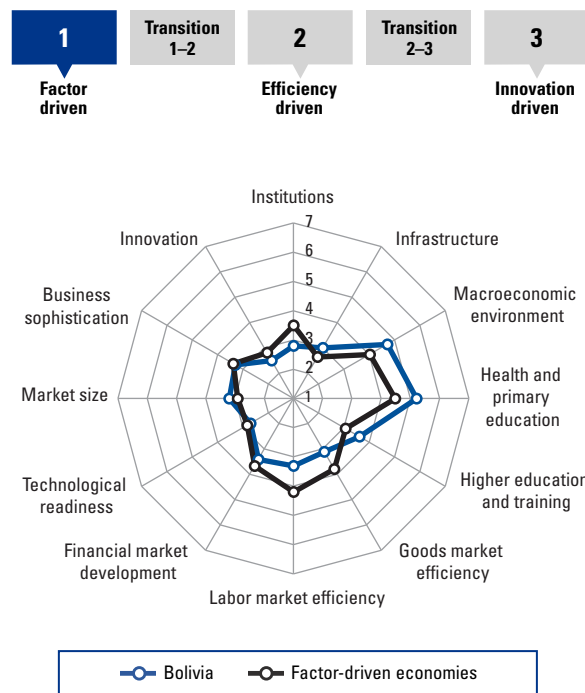 1
Transition
1–2
2
Transition
2–3
3
Factor
driven
Efficiency
driven
Innovation
driven
Institutions
7
Innovation
Infrastructure
6
5
Business
sophistication
Macroeconomic
environment
4
3
2
Market size
1
Health and
primary
education
Technological
readiness
Higher education
and training
Financial market
development
Goods market
efficiency
Labor market efficiency
Bolivia
Factor-driven economies